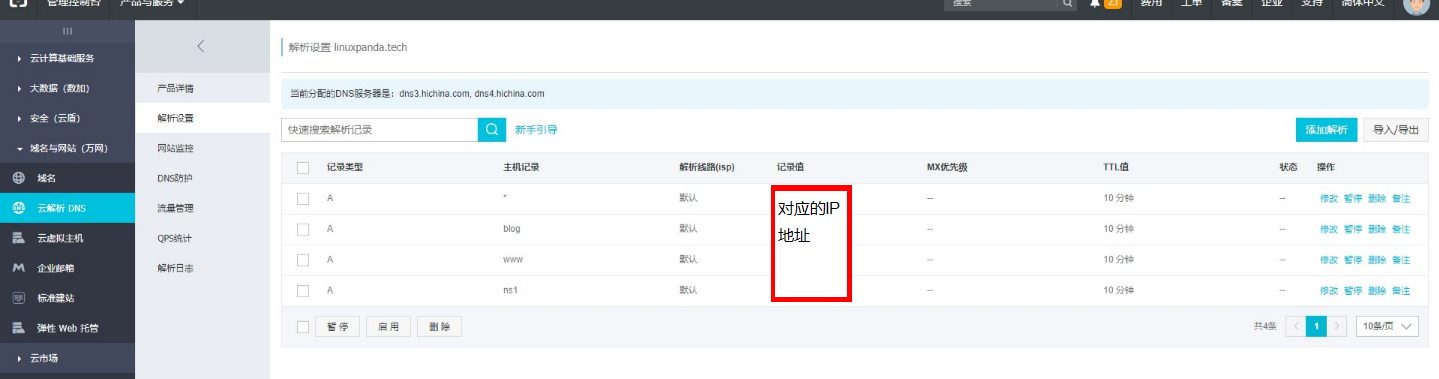 管理控制台 产品与服务 搜索 23 费用 工单 备案 企业 支持 简体中文
云计算基础服务
大数据（数加）
安全（云盾）
域名与网站（万网）
域名
云解析 DNS
云虚拟主机
企业邮箱
标准建站
弹性 Web 托管
云市场
产品详情
解析设置
网站监控
DNS防护
流量管理
QPS统计
解析日志
解析设置 linuxpanda.tech
当前分配的DNS服务器是：dns3.hichina.com, dns4.hichina.com
快速搜索解析记录 新手引导 添加解析 导入/导出
记录类型 主机记录 解析线路(isp) 记录值 MX优先级 TTL值 状态 操作
A * 默认 -- 10 分钟 -- 修改 暂停 删除 备注
A blog 默认 -- 10 分钟 -- 修改 暂停 删除 备注
A www 默认 -- 10 分钟 -- 修改 暂停 删除 备注
A ns1 默认 -- 10 分钟 -- 修改 暂停 删除 备注
对应的IP
地址
暂停 启用 删除 共4条 1 10条/页